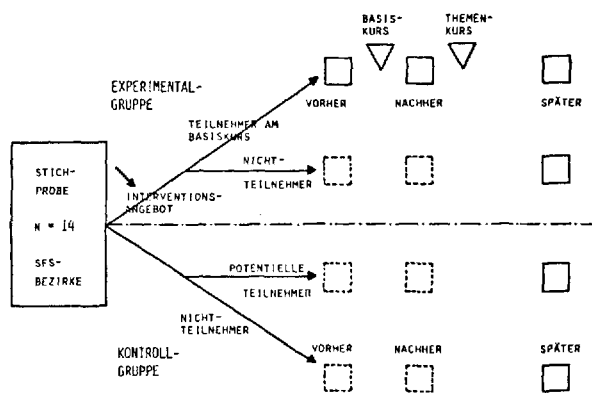 BASIS-
KURS
THEMEN-
KURS
EXPERIMENTAL-
GRUPPE
VORHER
NACHHER
SPÄTER
TEILNEHMER AM
BASISKURS
NICHT-
TEILNEHMER
STICH-
PROBE
N = 14
SFS-
BEZIRKE
INTERVENTIONS-
ANGEBOT
POTENTIELLE
TEILNEHMER
NICHT-
TEILNEHMER
KONTROLL-
GRUPPE
VORHER
NACHHER
SPÄTER